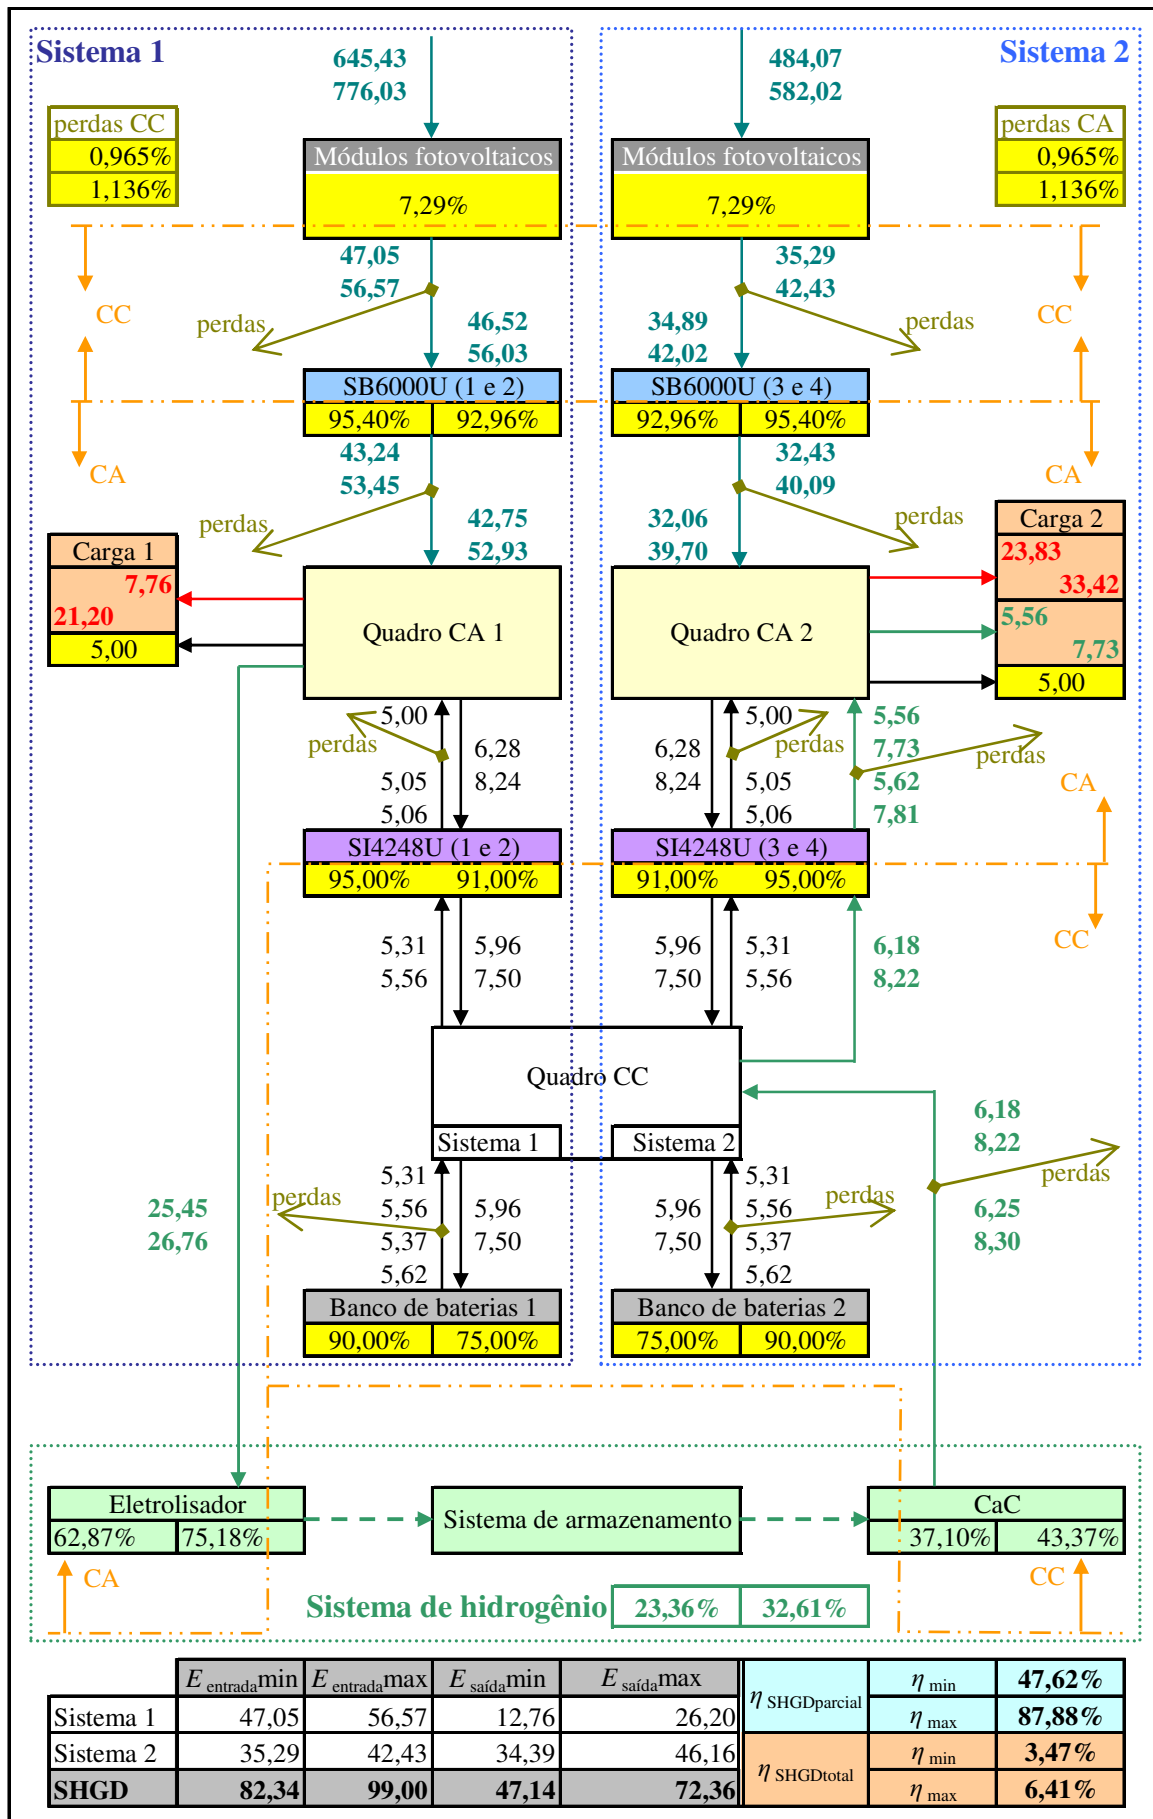 Sistema 1
645,43
776,03
484,07
582,02
Sistema 2
perdas CC
0,965%
1,136%
Módulos fotovoltaicos
7,29%
Módulos fotovoltaicos
7,29%
perdas CA
0,965%
1,136%
47,05
56,57
35,29
42,43
CC
perdas
46,52
56,03
34,89
42,02
perdas
CC
SB6000U (1 e 2)
95,40% 92,96%
SB6000U (3 e 4)
92,96% 95,40%
CA
43,24
53,45
32,43
40,09
CA
perdas
42,75
52,93
32,06
39,70
perdas
Carga 1
7,76
21,20
5,00
Quadro CA 1
Quadro CA 2
Carga 2
23,83
33,42
5,56
7,73
5,00
5,00
perdas
6,28
8,24
5,05
5,06
6,28
8,24
5,00
perdas
5,05
5,06
5,56
7,73
5,62
7,81
perdas
CA
SI4248U (1 e 2)
95,00% 91,00%
SI4248U (3 e 4)
91,00% 95,00%
CC
5,31
5,56
5,96
7,50
5,96
7,50
5,31
5,56
6,18
8,22
Quadro CC
Sistema 1
Sistema 2
6,18
8,22
perdas
6,25
8,30
25,45
26,76
perdas
5,31
5,56
5,37
5,62
5,96
7,50
5,96
7,50
5,31
5,56
5,37
5,62
perdas
Banco de baterias 1
90,00% 75,00%
Banco de baterias 2
75,00% 90,00%
Eletrolisador
62,87% 75,18%
Sistema de armazenamento
CaC
37,10% 43,37%
CA
CC
Sistema de hidrogênio 23,36% 32,61%
E entrada min E entrada max E saída min E saída max
Sistema 1 47,05 56,57 12,76 26,20
Sistema 2 35,29 42,43 34,39 46,16
SHGD 82,34 99,00 47,14 72,36
η SHGDparcial
η min 47,62%
η max 87,88%
η SHGDtotal
η min 3,47%
η max 6,41%